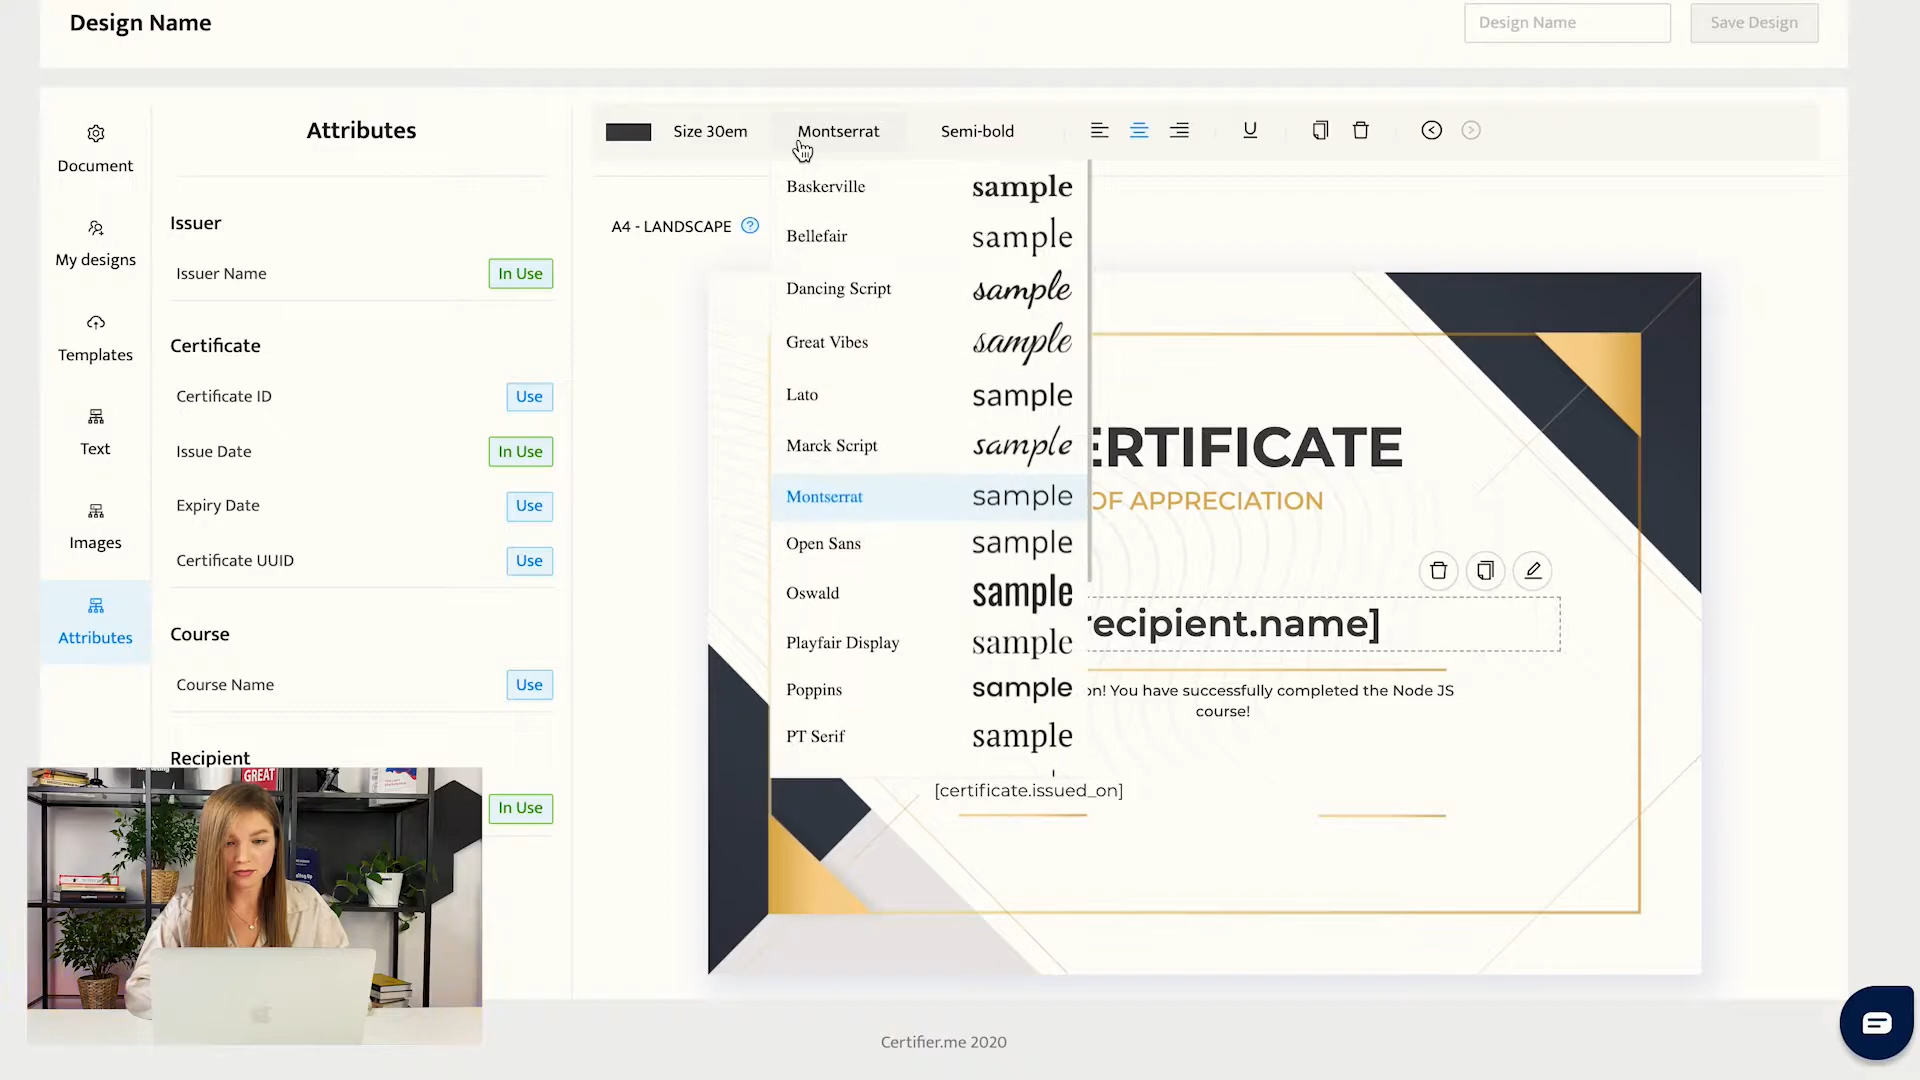 Design Name
Design Name
Save Design
Document
My designs
Templates
Text
Images
Attributes
Attributes
Issuer
Issuer Name
In Use
Certificate
Certificate ID
Use
Issue Date
In Use
Expiry Date
Use
Certificate UUID
Use
Course
Course Name
Use
Recipient
In Use
Size 30em
Montserrat
Semi-bold
A4 - LANDSCAPE
Baskerville sample
Bellefair sample
Dancing Script sample
Great Vibes sample
Lato sample
Marck Script sample
Montserrat sample
Open Sans sample
Oswald sample
Playfair Display sample
Poppins sample
PT Serif sample
ERTIFICATE
OF APPRECIATION
recipient.name]
on! You have successfully completed the Node JS
course!
[certificate.issued_on]
GREAT
Certifier.me 2020